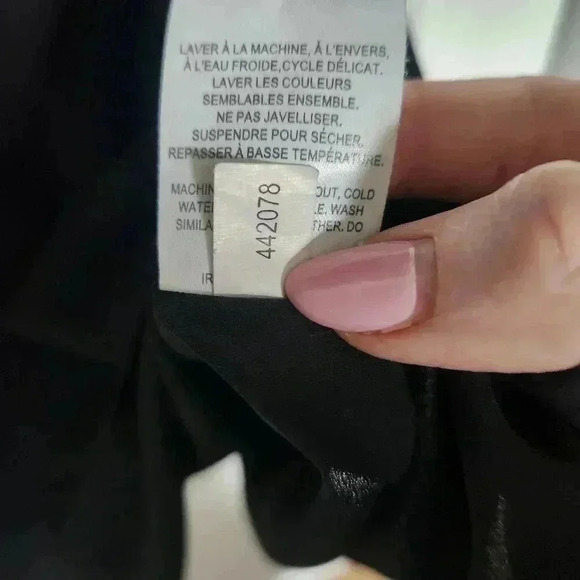 LAVER À LA MACHINE, À L'ENVERS,
À L'EAU FROIDE, CYCLE DÉLICAT.
LAVER LES COULEURS
SEMBLABLES ENSEMBLE.
NE PAS JAVELLISER.
SUSPENDRE POUR SÉCHER.
REPASSER À BASSE TEMPÉRATURE.
MACHIN OUT, COLD
WATE E. WASH
SIMILA THER. DO
IR
442078